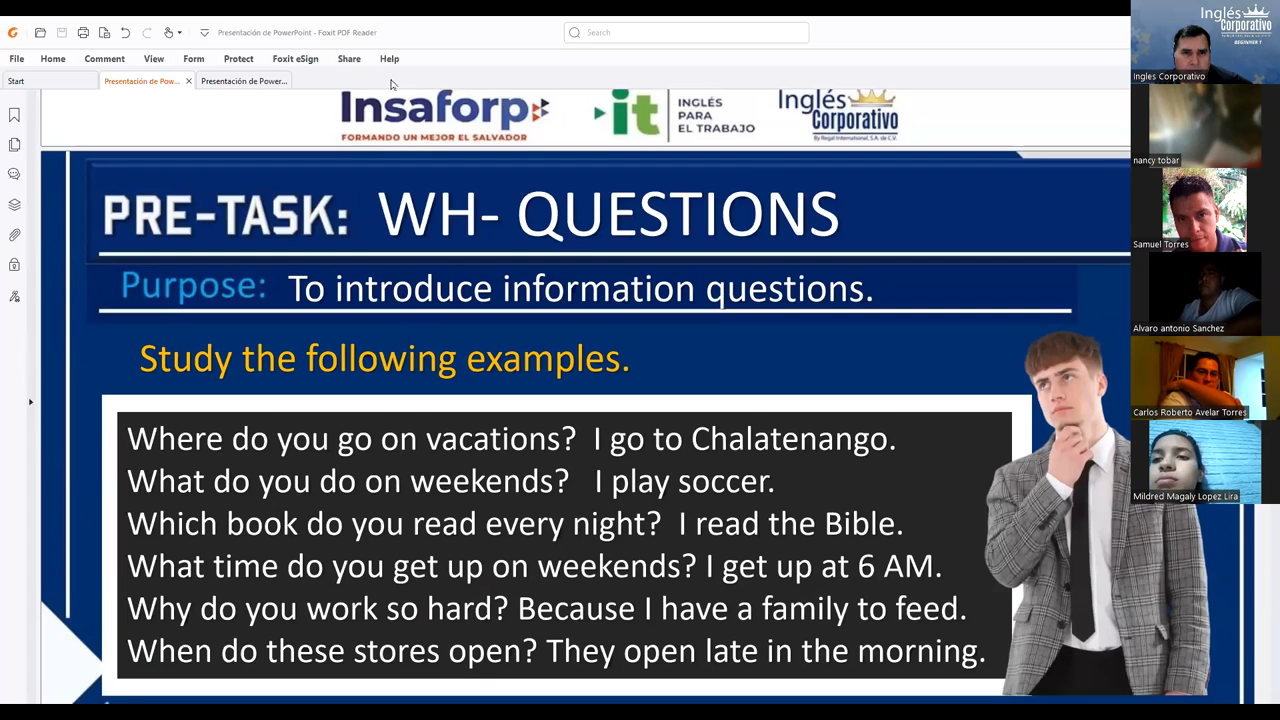 Presentación de PowerPoint - Foxit PDF Reader
Search
File Home Comment View Form Protect Foxit eSign Share Help
Start
Presentación de Pow...
Presentación de Power...
Insaforp
FORMANDO UN MEJOR EL SALVADOR
it
INGLÉS
PARA
EL TRABAJO
Inglés
Corporativo
By Regal International, S.A. de C.V.
PRE-TASK: WH- QUESTIONS
Purpose: To introduce information questions.
Study the following examples.
Where do you go on vacations? I go to Chalatenango.
What do you do on weekends? I play soccer.
Which book do you read every night? I read the Bible.
What time do you get up on weekends? I get up at 6 AM.
Why do you work so hard? Because I have a family to feed.
When do these stores open? They open late in the morning.
Inglés
Corporativo
BEGINNER 1
Ingles Corporativo
nancy tobar
Samuel Torres
Alvaro antonio Sanchez
Carlos Roberto Avelar Torres
Mildred Magaly Lopez Lira